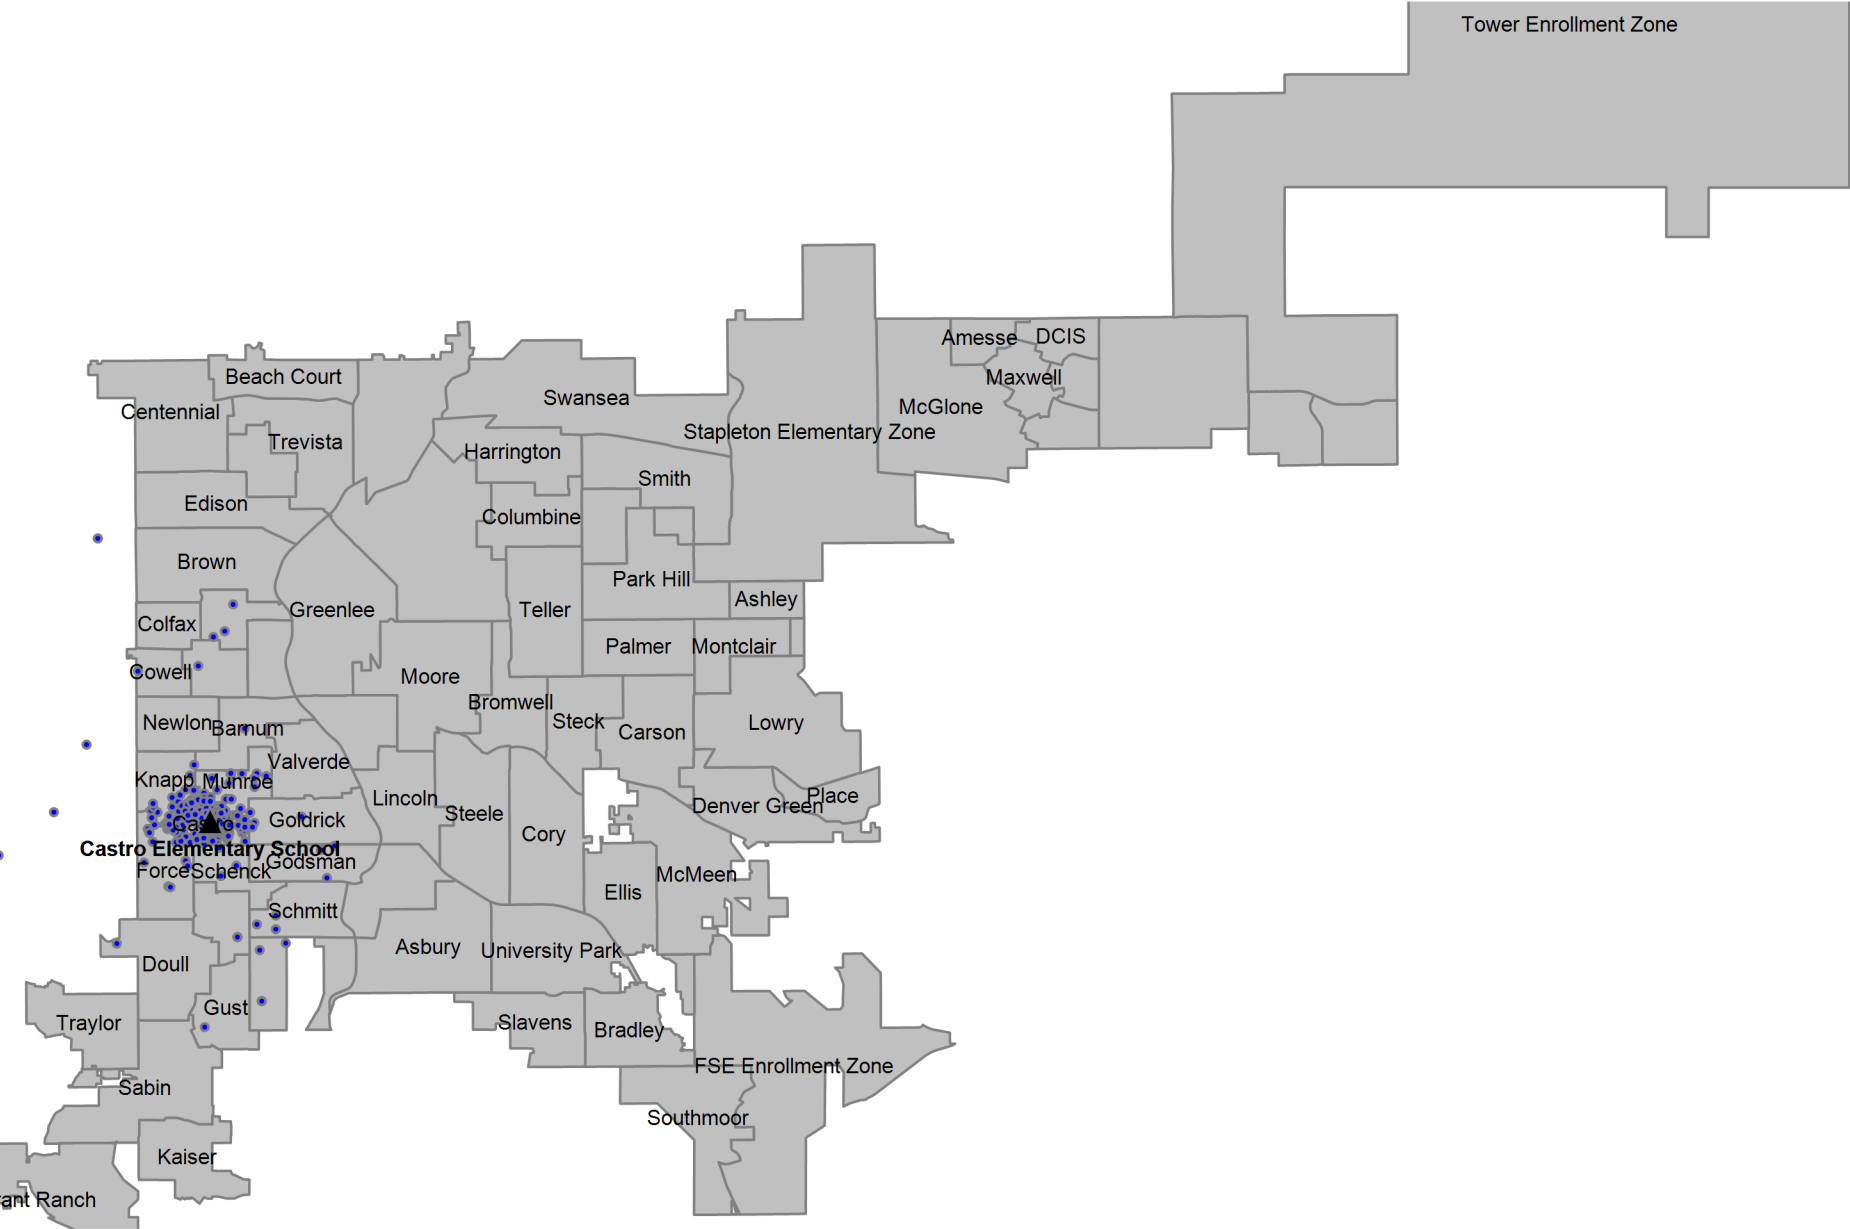 Tower Enrollment Zone
Amesse
DCIS
Beach Court
Maxwell
Swansea
Centennial
McGlone
Stapleton Elementary Zone
Trevista
Harrington
Smith
Edison
Columbine
Brown
Park Hill
Ashley
Greenlee
Teller
Colfax
Palmer
Montclair
Cowell
Moore
Bromwell
Newlon
Barnum
Steck
Carson
Lowry
Valverde
Knapp
Munroe
Lincoln
Place
Denver Green
Steele
Goldrick
Castro
Cory
Castro Elementary School
Godsman
Force
Schenck
McMeen
Ellis
Schmitt
Asbury
University Park
Doull
Gust
Traylor
Slavens
Bradley
FSE Enrollment Zone
Sabin
Southmoor
Kaiser
ant Ranch